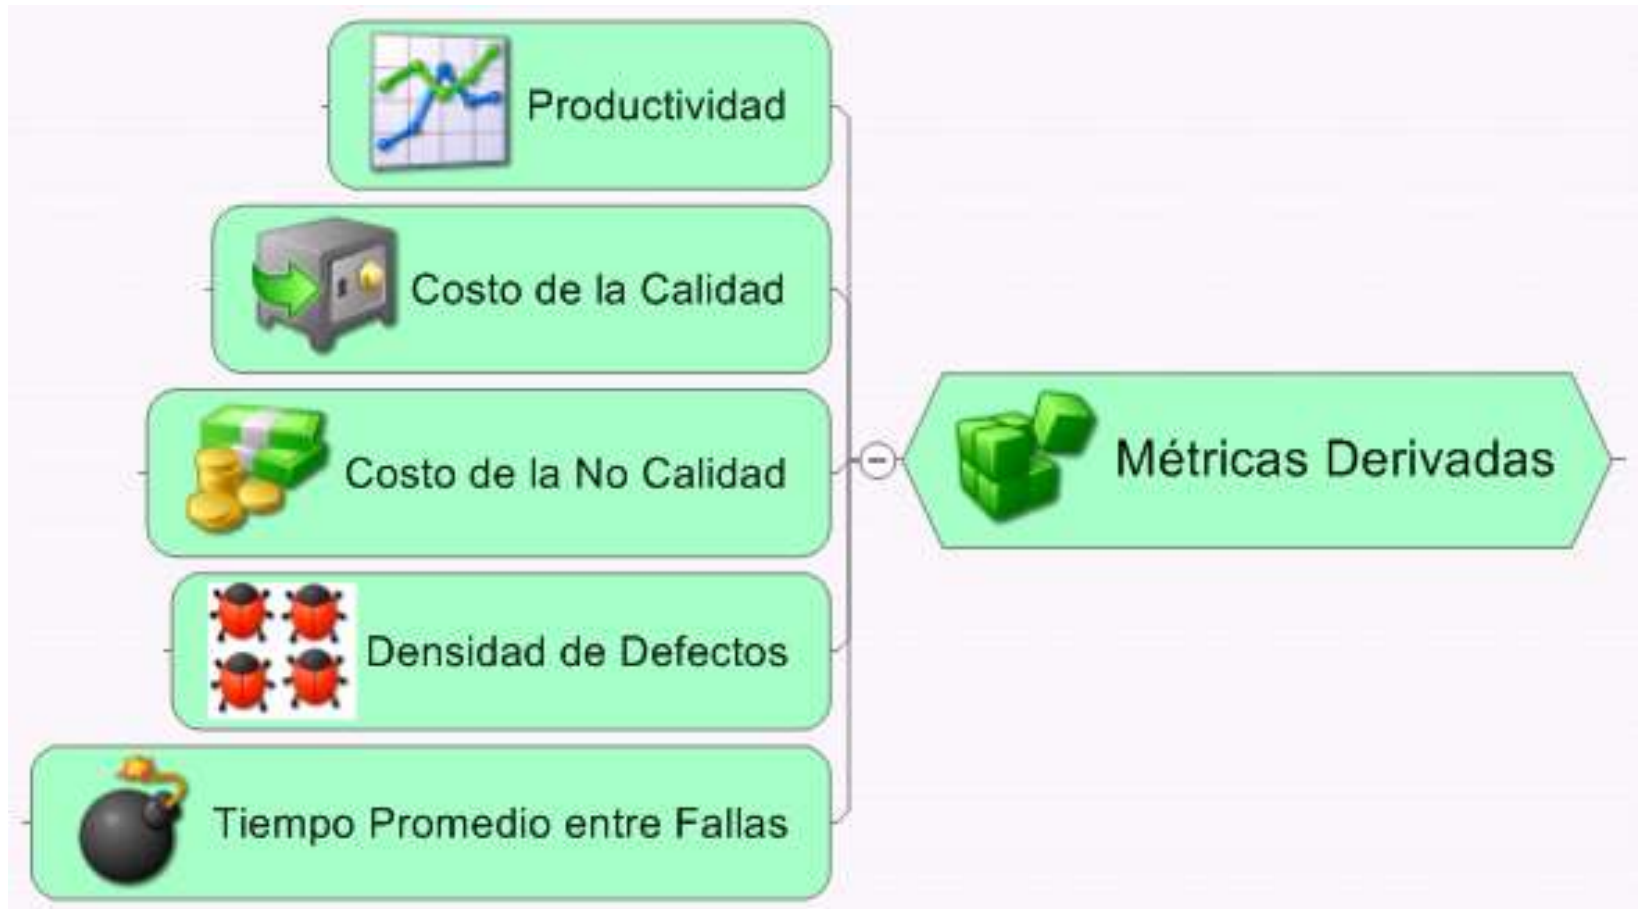 Productividad
Costo de la Calidad
Costo de la No Calidad
Densidad de Defectos
Tiempo Promedio entre Fallas
Métricas Derivadas